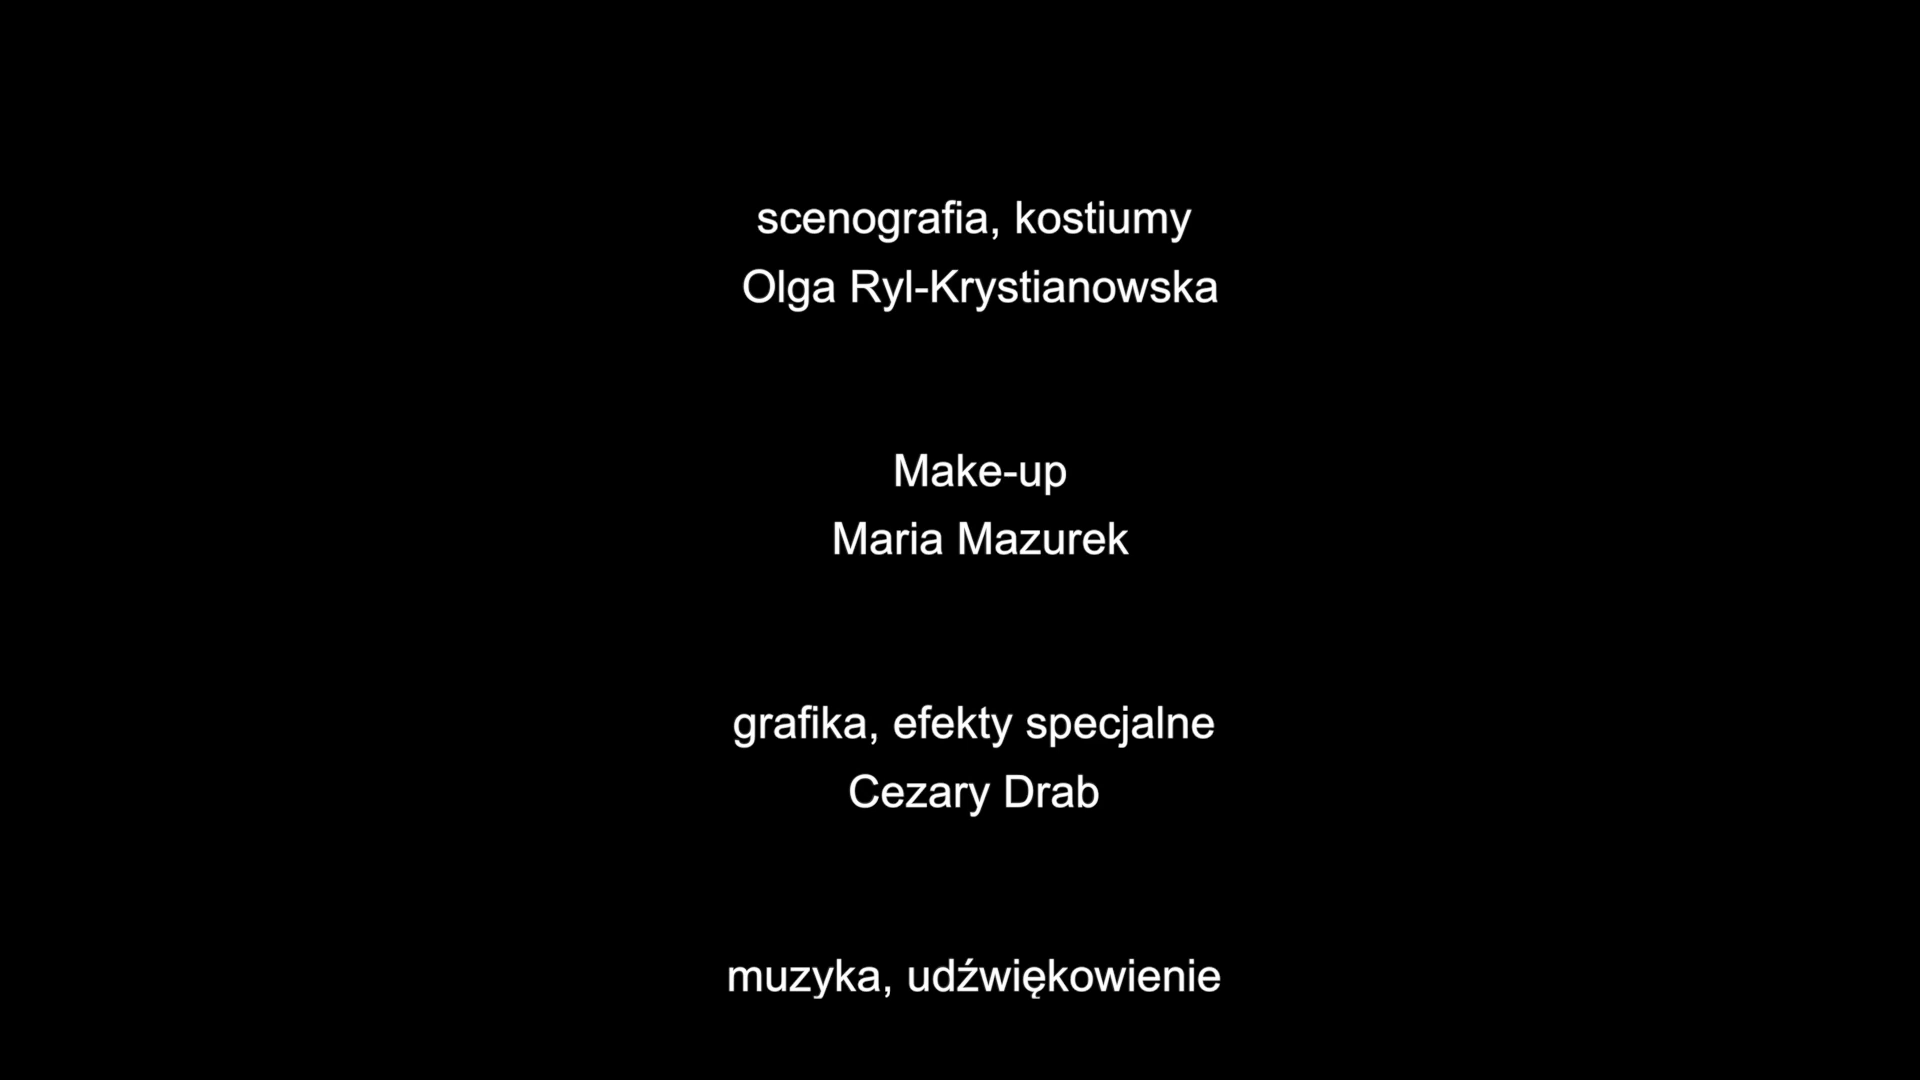 scenografia, kostiumy
Olga Ryl-Krystianowska
Make-up
Maria Mazurek
grafika, efekty specjalne
Cezary Drab
muzyka, udźwiękowienie